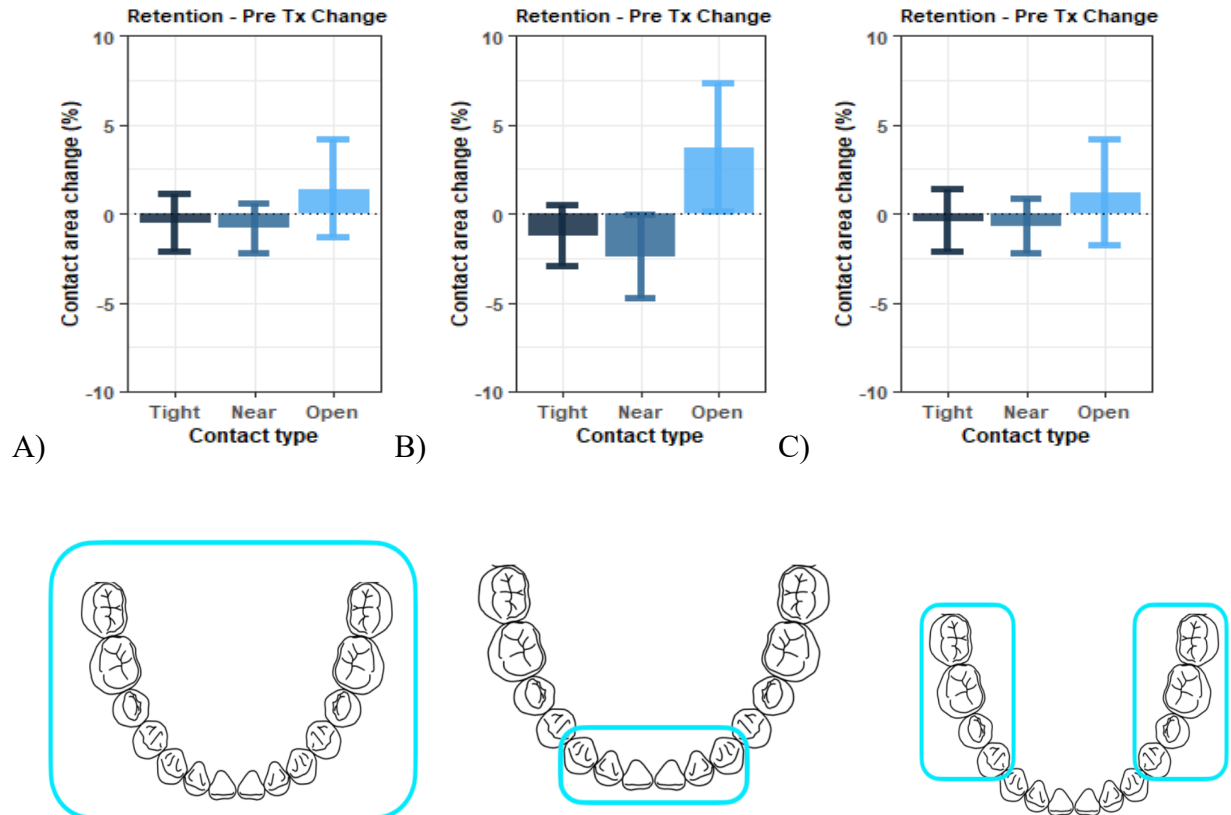 Retention - Pre Tx Change
Contact area change (%)
10
5
0
-5
-10
Tight Near Open
Contact type
A)
Retention - Pre Tx Change
Contact area change (%)
10
5
0
-5
-10
Tight Near Open
Contact type
B)
Retention - Pre Tx Change
Contact area change (%)
10
5
0
-5
-10
Tight Near Open
Contact type
C)